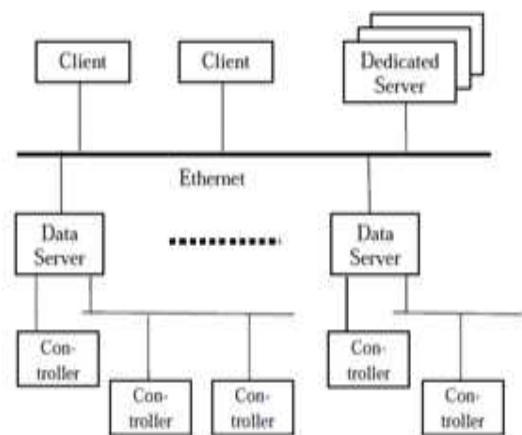 Client
Client
Dedicated
Server
Ethernet
Data
Server
Data
Server
Con-
troller
Con-
troller
Con-
troller
Con-
troller
Con-
troller